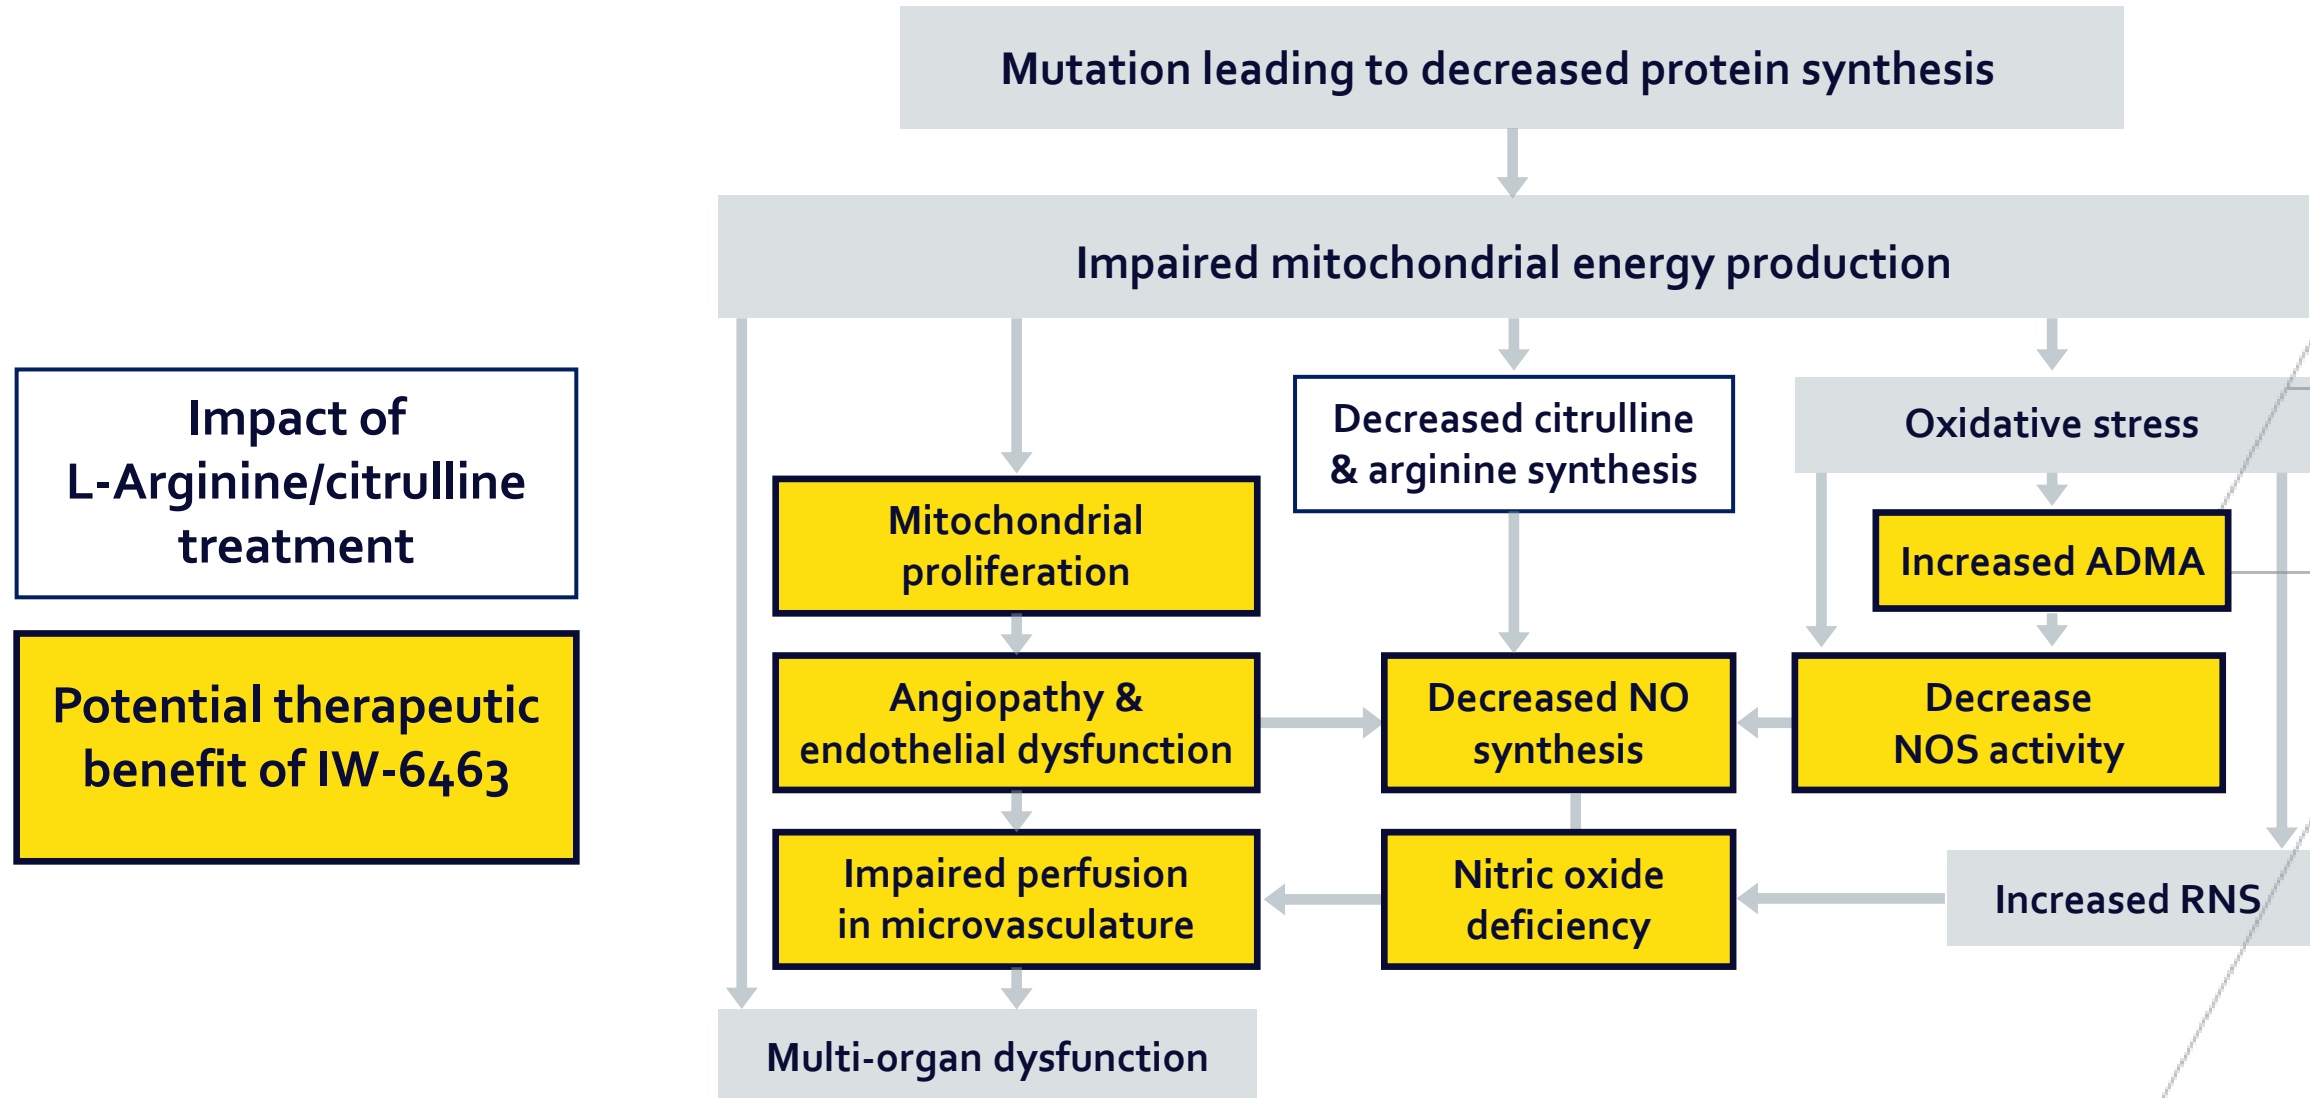 Mutation leading to decreased protein synthesis
Impaired mitochondrial energy production
Impact of
L-Arginine/citrulline
treatment
Potential therapeutic
benefit of IW-6463
Decreased citrulline
& arginine synthesis
Oxidative stress
Mitochondrial
proliferation
Increased ADMA
Angiopathy &
endothelial dysfunction
Decreased NO
synthesis
Decrease
NOS activity
Impaired perfusion
in microvasculature
Nitric oxide
deficiency
Increased RNS
Multi-organ dysfunction